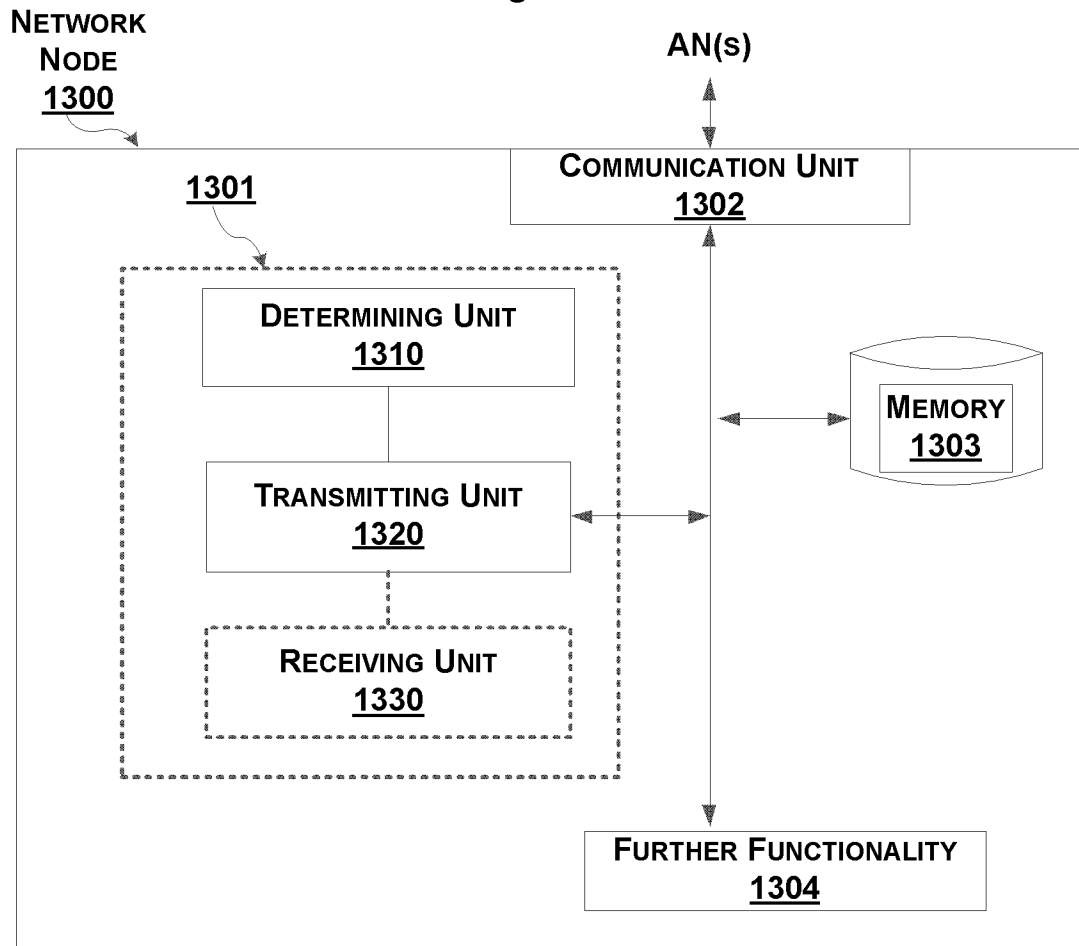 NETWORK
NODE
1300
AN(s)
COMMUNICATION UNIT
1302
1301
DETERMINING UNIT
1310
MEMORY
1303
TRANSMITTING UNIT
1320
RECEIVING UNIT
1330
FURTHER FUNCTIONALITY
1304